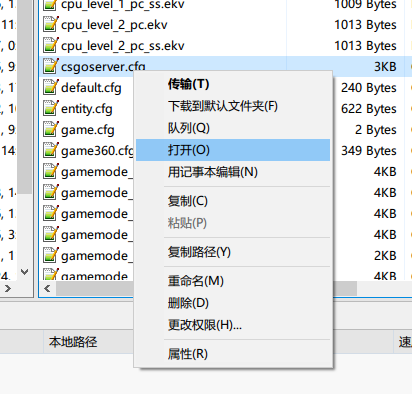 cpu_level_1_pc_ss.ekv 1009 Bytes
cpu_level_2_pc.ekv 1013 Bytes
cpu_level_2_pc_ss.ekv 1013 Bytes
csgoserver.cfg 3KB
default.cfg 240 Bytes
entity.cfg 622 Bytes
game.cfg 2 Bytes
game360.cfg 349 Bytes
gamemode_ 4KB
gamemode_ 4KB
gamemode_ 4KB
gamemode_ 4KB
gamemode_ 2KB
gamemode_ 4KB
传输(T)
下载到默认文件夹(F)
队列(Q)
打开(O)
用记事本编辑(N)
复制(C)
粘贴(P)
复制路径(Y)
重命名(M)
删除(D)
更改权限(H)...
属性(R)
本地路径